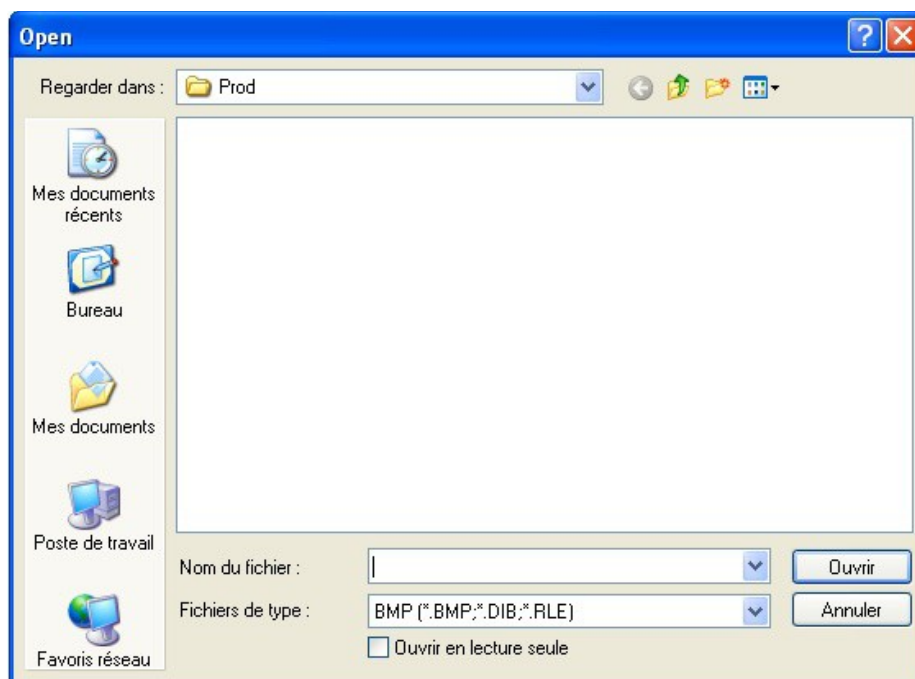 Open
Regarder dans :
Prod
Mes documents
récents
Bureau
Mes documents
Poste de travail
Favoris réseau
Nom du fichier :
Ouvrir
Fichiers de type :
BMP (*.BMP;*.DIB;*.RLE)
Annuler
Ouvrir en lecture seule